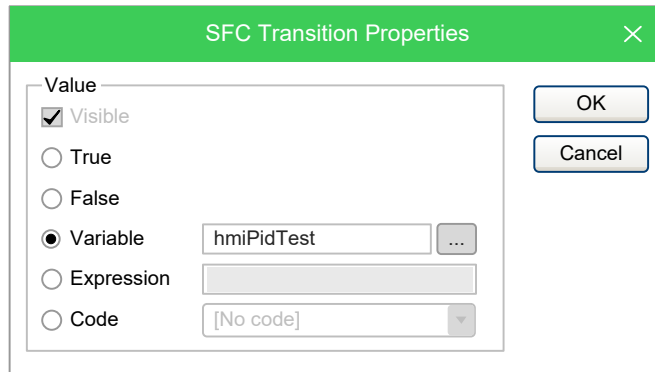 SFC Transition Properties
Value
Visible
OK
True
Cancel
False
Variable hmiPidTest ...
Expression
Code [No code]